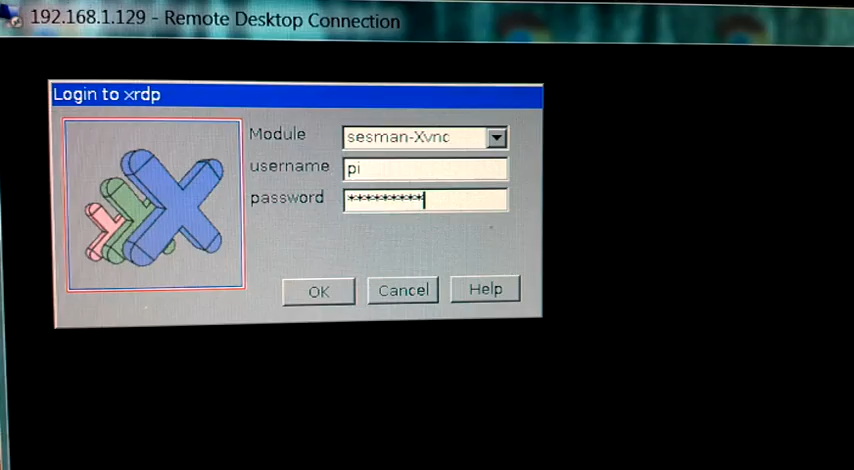 192.168.1.129 - Remote Desktop Connection
Login to xrdp
Module sesman-Xvnc
username pi
password *********
OK Cancel Help